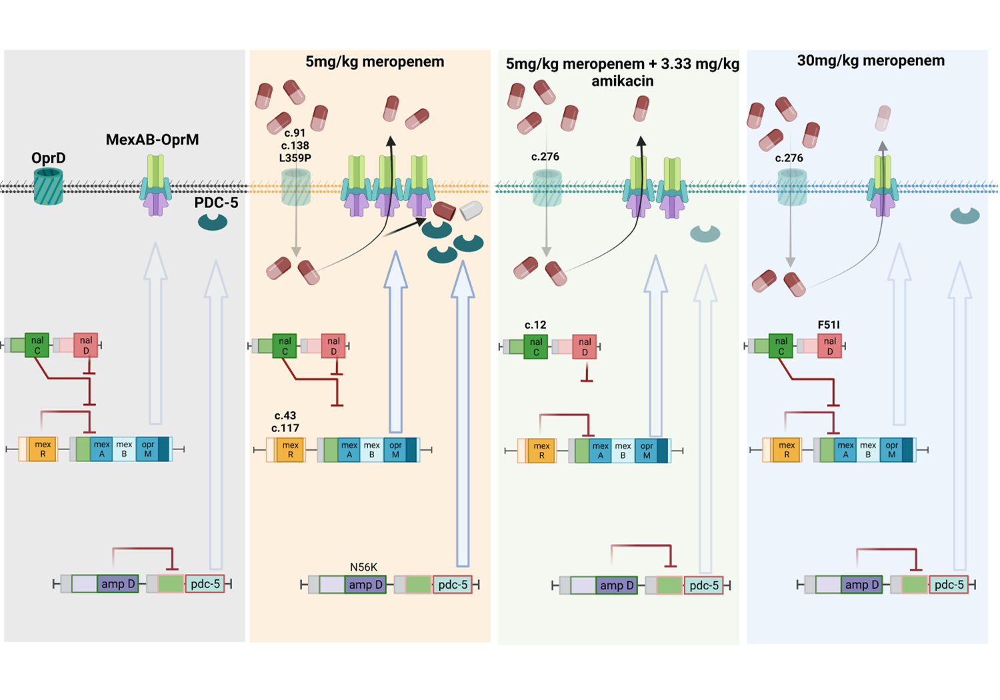 MexAB-OprM
OprD
PDC-5
nal
C
nal
D
mex
R
mex
A
mex
B
opr
M
amp D
pdc-5
5mg/kg meropenem
c.91
c.138
L359P
nal
C
nal
D
c.43
c.117
mex
R
mex
A
mex
B
opr
M
N56K
amp D
pdc-5
5mg/kg meropenem + 3.33 mg/kg
amikacin
c.276
c.12
nal
C
nal
D
mex
R
mex
A
mex
B
opr
M
amp D
pdc-5
30mg/kg meropenem
c.276
F51I
nal
C
nal
D
mex
R
mex
A
mex
B
opr
M
amp D
pdc-5